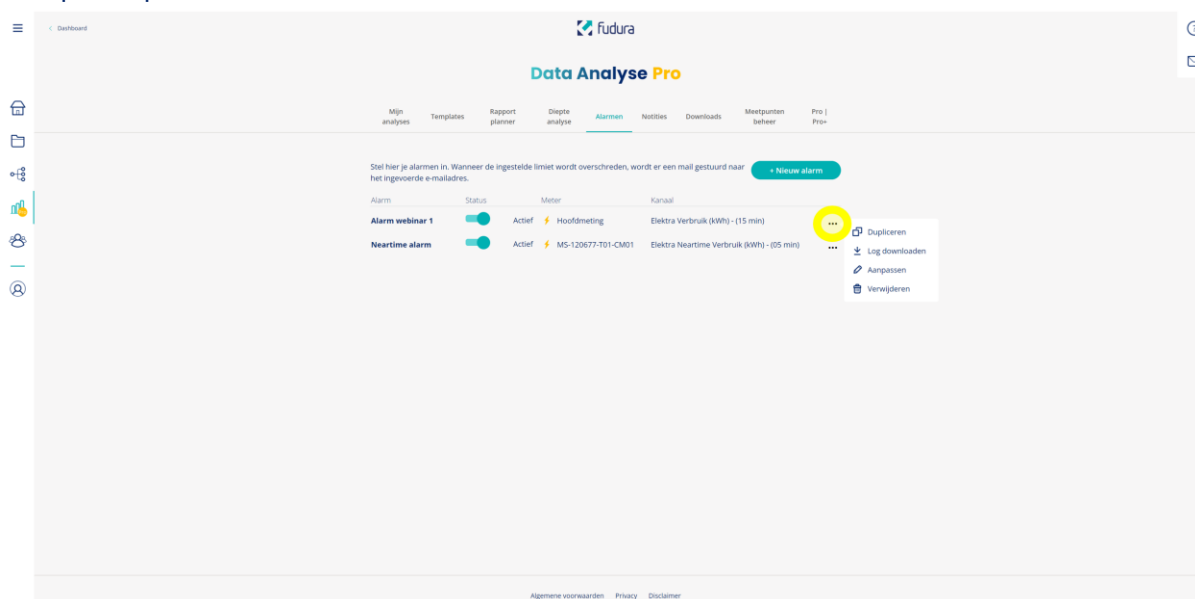 Dashboard
fudura
Data Analyse Pro
Mijn analyses
Templates
Rapport planner
Diepte analyse
Alarmen
Notities
Downloads
Meetpunten beheer
Pro | Pro+
Stel hier je alarmen in. Wanneer de ingestelde limiet wordt overschreden, wordt er een mail gestuurd naar
het ingevoerde e-mailadres.
+ Nieuw alarm
Alarm Status Meter Kanaal
Alarm webinar 1 Actief Hoofdmeting Elektra Verbruik (kWh) - (15 min)
Neartime alarm Actief MS-120677-T01-CM01 Elektra Neartime Verbruik (kWh) - (05 min)
Dupliceren
Log downloaden
Aanpassen
Verwijderen
Algemene voorwaarden Privacy Disclaimer